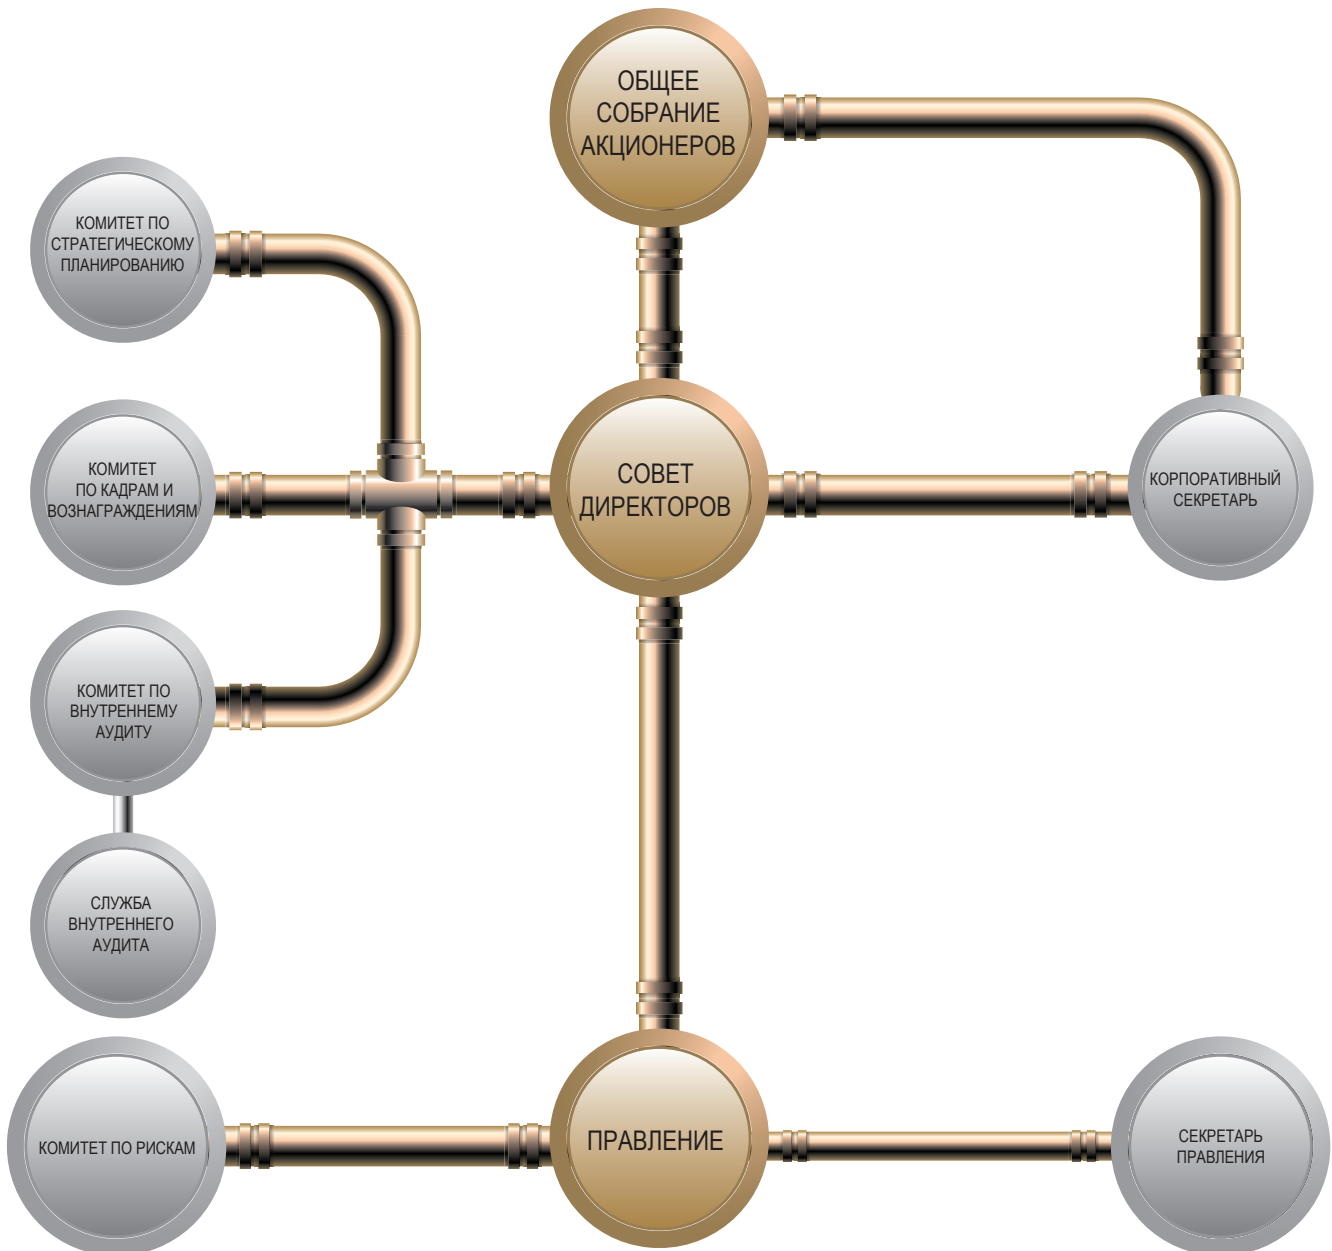 ОБЩЕЕ
СОБРАНИЕ
АКЦИОНЕРОВ
КОМИТЕТ ПО
СТРАТЕГИЧЕСКОМУ
ПЛАНИРОВАНИЮ
КОМИТЕТ
ПО КАДРАМ И
ВОЗНАГРАЖДЕНИЯМ
СОВЕТ
ДИРЕКТОРОВ
КОРПОРАТИВНЫЙ
СЕКРЕТАРЬ
КОМИТЕТ ПО
ВНУТРЕННЕМУ
АУДИТУ
СЛУЖБА
ВНУТРЕННЕГО
АУДИТА
КОМИТЕТ ПО РИСКАМ
ПРАВЛЕНИЕ
СЕКРЕТАРЬ
ПРАВЛЕНИЯ